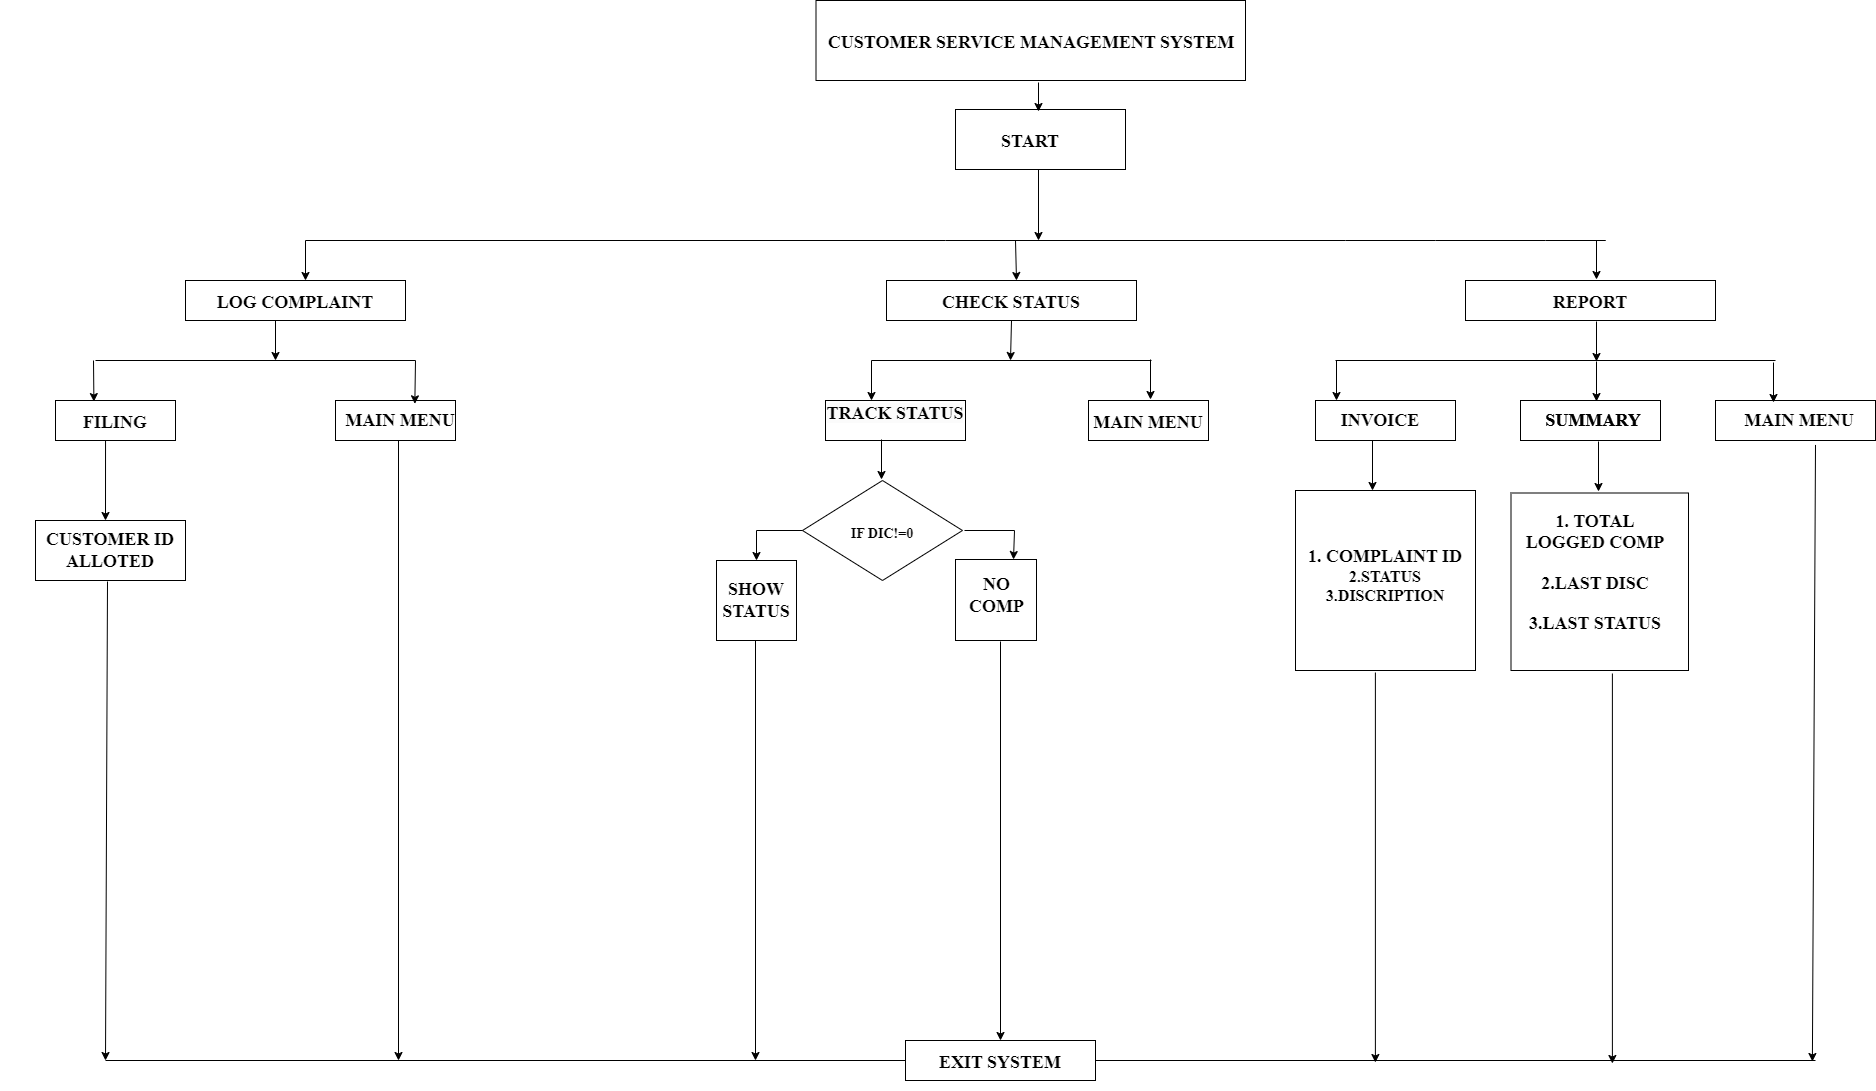 CUSTOMER SERVICE MANAGEMENT SYSTEM
START
LOG COMPLAINT
CHECK STATUS
REPORT
FILING
MAIN MENU
TRACK STATUS
MAIN MENU
INVOICE
SUMMARY
MAIN MENU
CUSTOMER ID
ALLOTED
IF DIC!=0
SHOW
STATUS
NO
COMP
1. COMPLAINT ID
2.STATUS
3.DISCRIPTION
1. TOTAL
LOGGED COMP
2.LAST DISC
3.LAST STATUS
EXIT SYSTEM